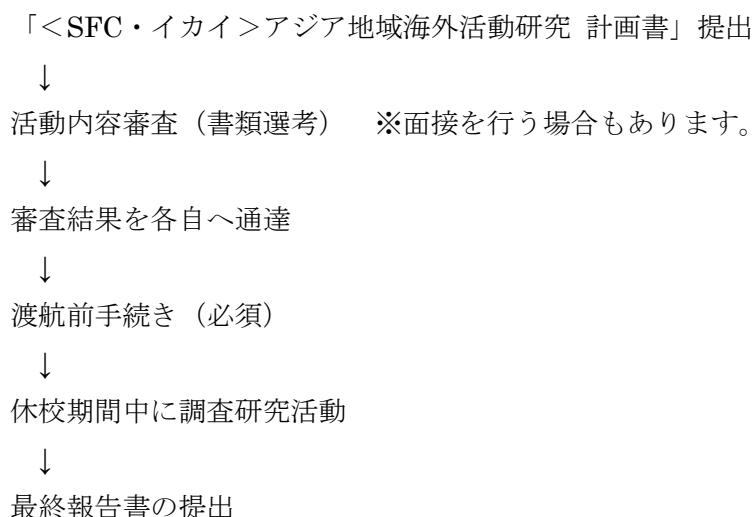 「＜SFC・イカイ＞アジア地域海外活動研究 計画書」提出
↓
活動内容審査（書類選考）　※面接を行う場合もあります。
↓
審査結果を各自へ通達
↓
渡航前手続き（必須）
↓
休校期間中に調査研究活動
↓
最終報告書の提出